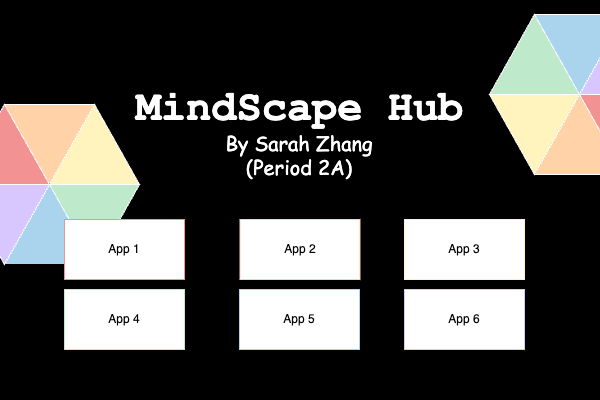 MindScape Hub
By Sarah Zhang
(Period 2A)
App 1
App 2
App 3
App 4
App 5
App 6